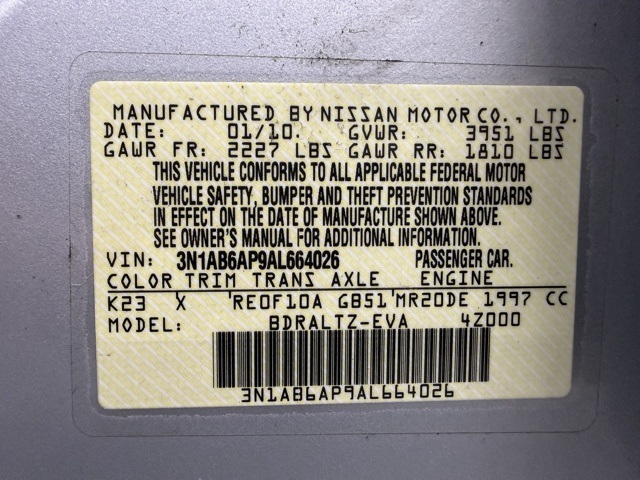 MANUFACTURED BY NISSAN MOTOR CO., LTD.
DATE: 01/10. GVWR: 3951 LBS
GAWR FR: 2227 LBS GAWR RR: 1810 LBS
THIS VEHICLE CONFORMS TO ALL APPLICABLE FEDERAL MOTOR
VEHICLE SAFETY, BUMPER AND THEFT PREVENTION STANDARDS
IN EFFECT ON THE DATE OF MANUFACTURE SHOWN ABOVE.
SEE OWNER'S MANUAL FOR ADDITIONAL INFORMATION.
VIN: 3N1AB6AP9AL664026 PASSENGER CAR.
COLOR TRIM TRANS AXLE ENGINE
K23 X 'RE0F10A GB51'MR20DE 1997 CC
MODEL: BDRALTZ-EVA 4Z000
3N1AB6AP9AL664026